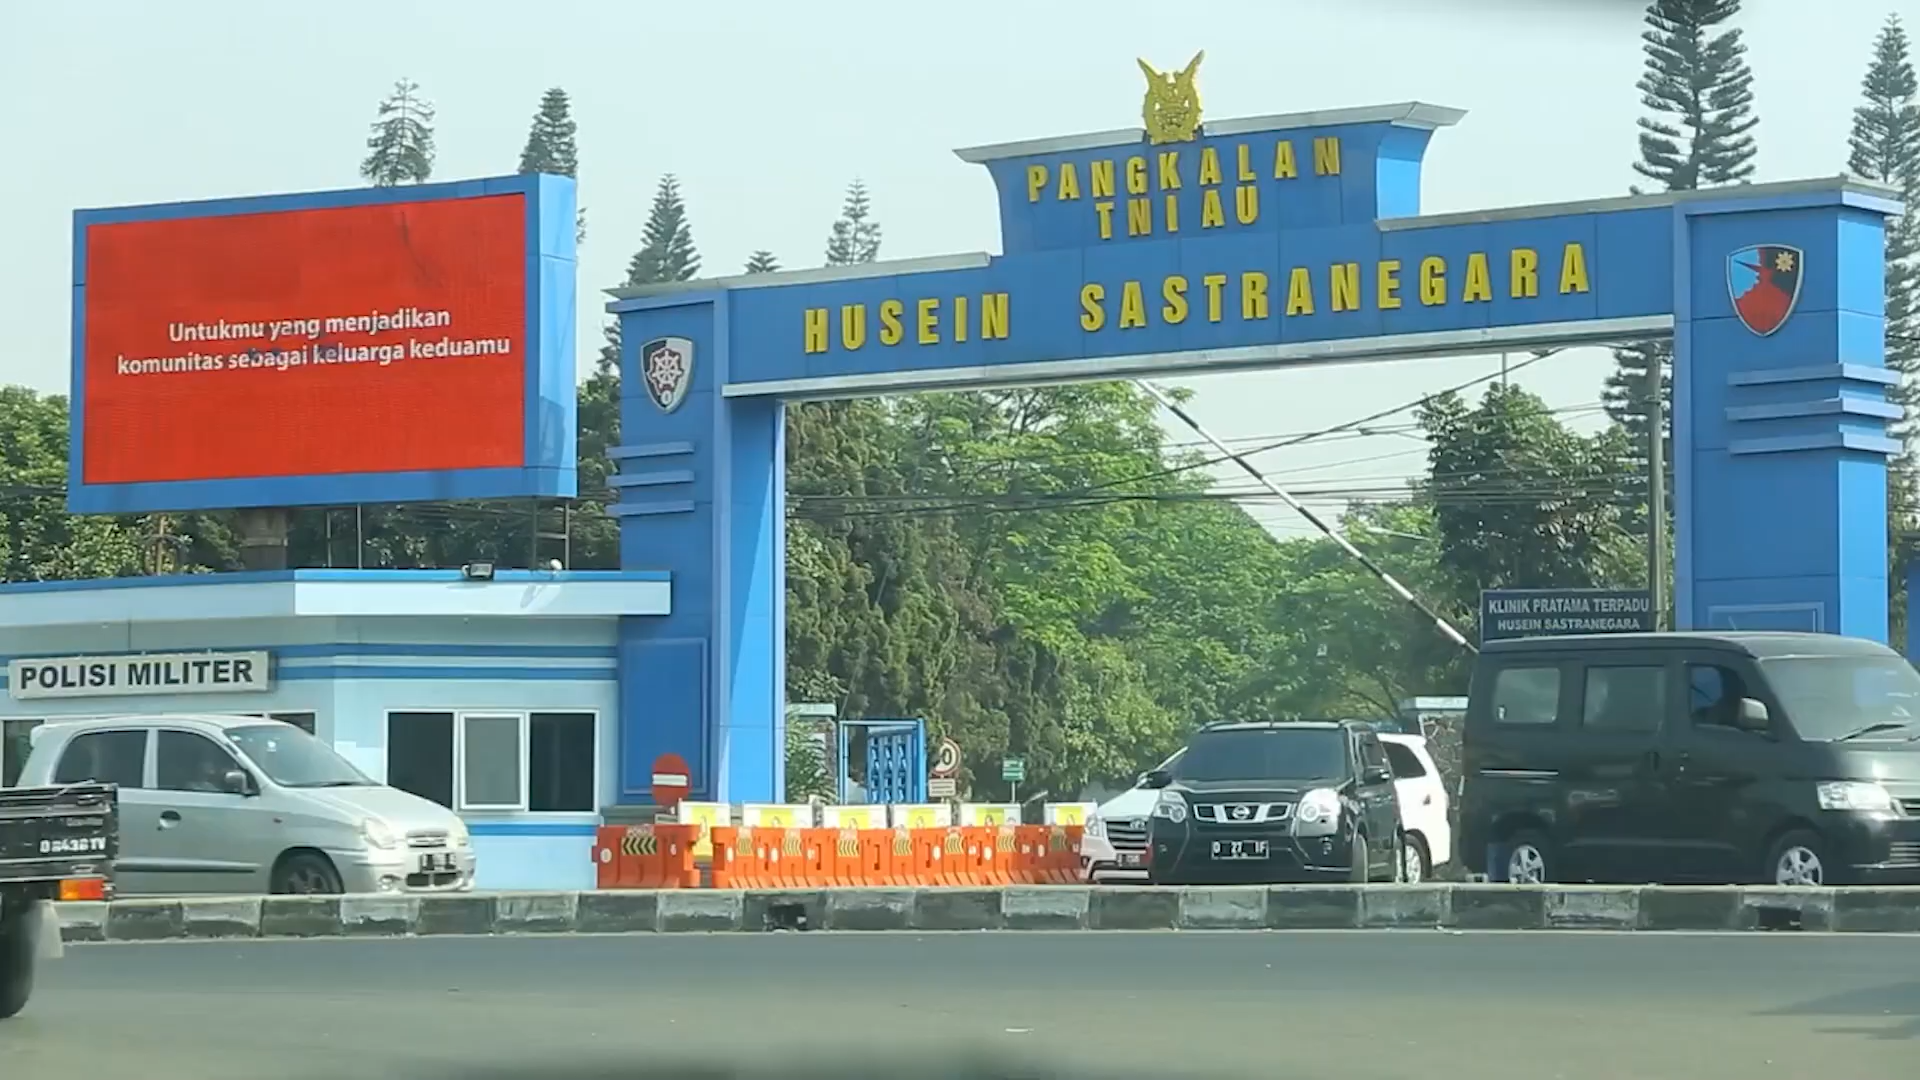 Untukmu yang menjadikan
komunitas sebagai keluarga keduamu
PANGKALAN
TNI AU
HUSEIN SASTRANEGARA
KLINIK PRATAMA TERPADU
HUSEIN SASTRANEGARA
POLISI MILITER
D 27 IF